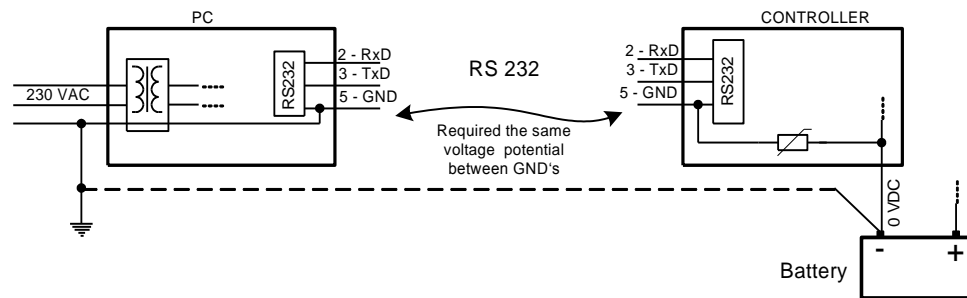 PC
230 VAC
RS232
2 - RxD
3 - TxD
5 - GND
RS 232
Required the same
voltage potential
between GND's
CONTROLLER
2 - RxD
3 - TxD
5 - GND
RS232
0 VDC
Battery
-
+